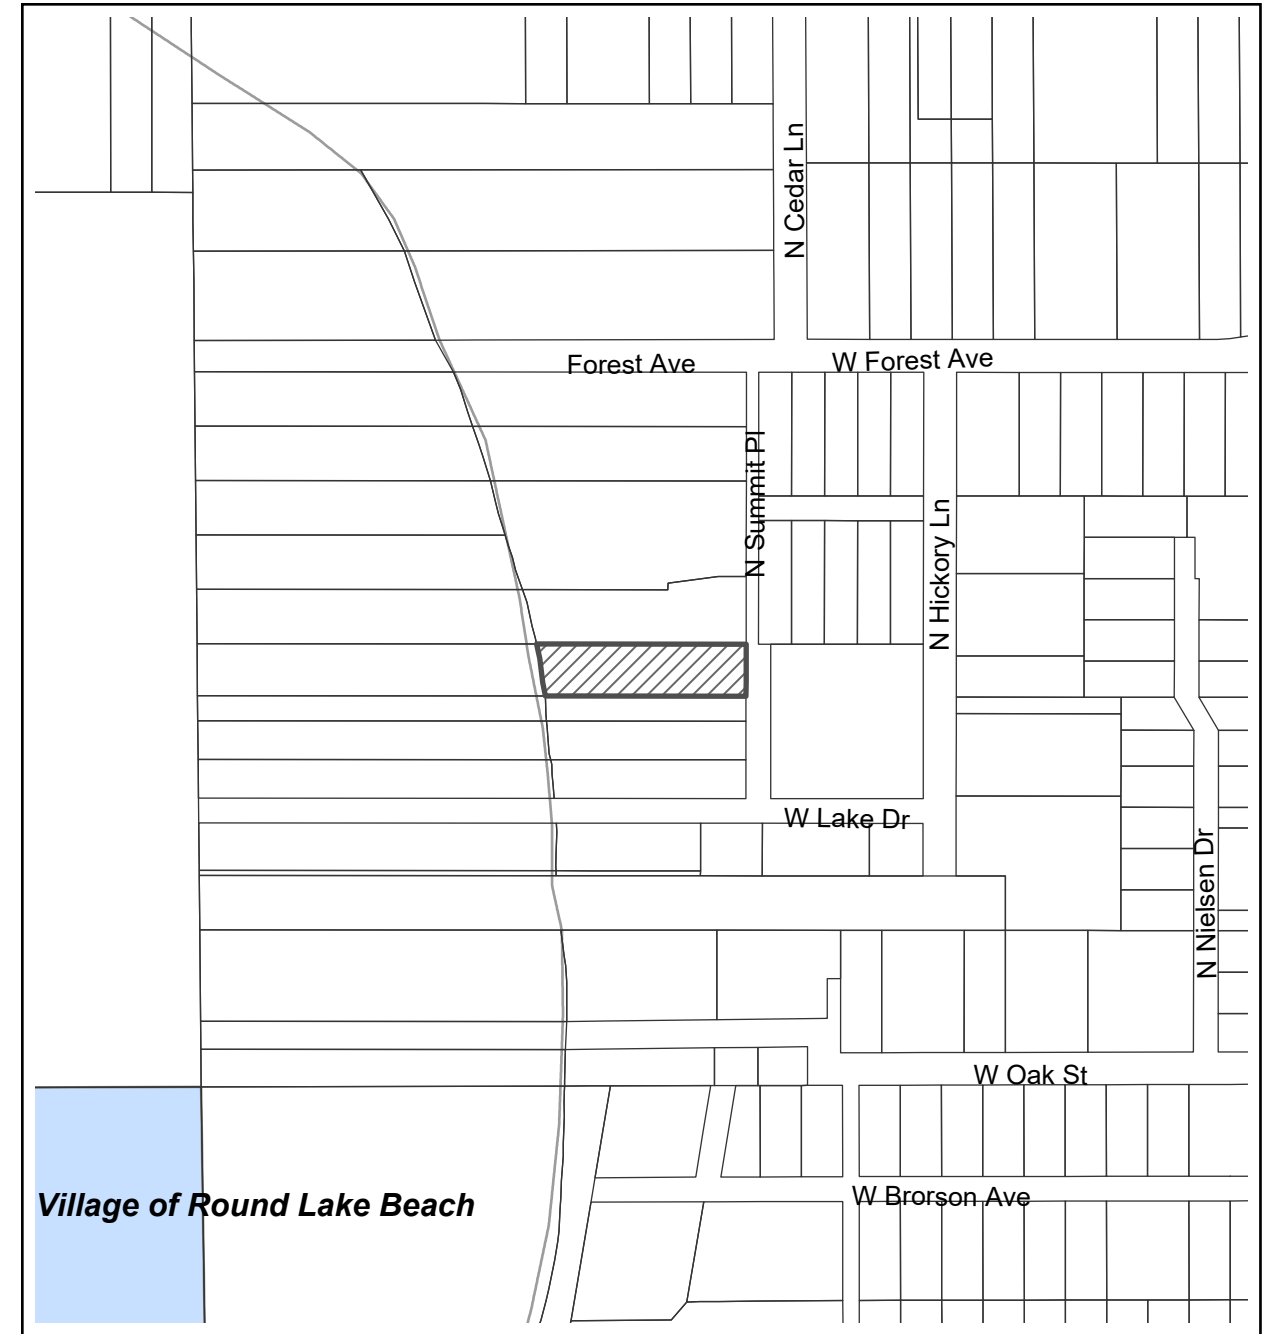 N Cedar Ln
Forest Ave
W Forest Ave
N Summit Pl
N Hickory Ln
W Lake Dr
N Nielsen Dr
W Oak St
W Brorson Ave
Village of Round Lake Beach